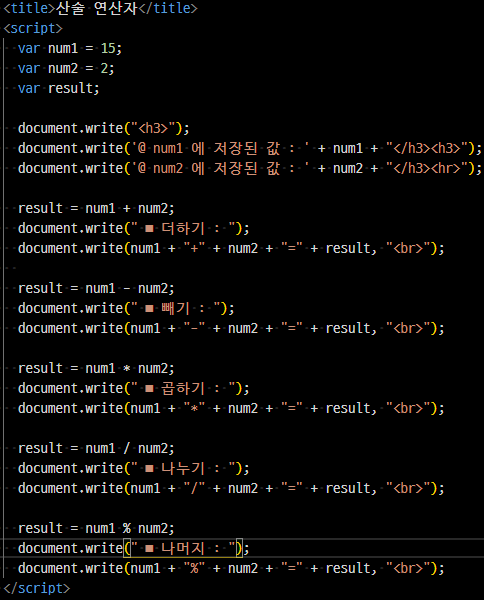 <title>산술 연산자</title>
<script>
var num1 = 15;
var num2 = 2;
var result;
document.write("<h3>");
document.write('@ num1 에 저장된 값 : ' + num1 + "</h3><h3>");
document.write('@ num2 에 저장된 값 : ' + num2 + "</h3><hr>");
result = num1 + num2;
document.write(" ■ 더하기 : ");
document.write(num1 + "+" + num2 + "=" + result, "<br>");
result = num1 - num2;
document.write(" ■ 빼기 : ");
document.write(num1 + "-" + num2 + "=" + result, "<br>");
result = num1 * num2;
document.write(" ■ 곱하기 : ");
document.write(num1 + "*" + num2 + "=" + result, "<br>");
result = num1 / num2;
document.write(" ■ 나누기 : ");
document.write(num1 + "/" + num2 + "=" + result, "<br>");
result = num1 % num2;
document.write(" ■ 나머지 : ");
document.write(num1 + "%" + num2 + "=" + result, "<br>");
</script>